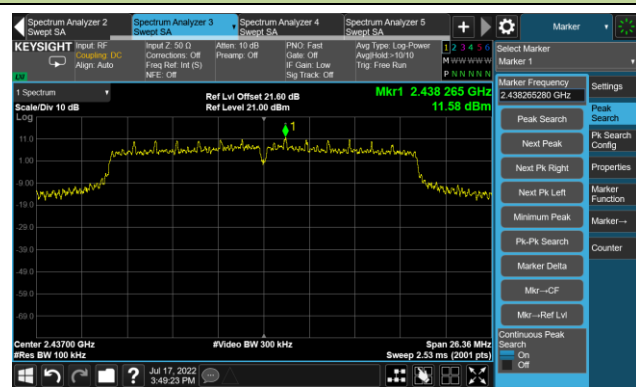 Spectrum Analyzer 2
Swept SA
Spectrum Analyzer 3
Swept SA
Spectrum Analyzer 4
Swept SA
Spectrum Analyzer 5
Swept SA
+
Marker
KEYSIGHT
Input: RF
Coupling: DC
Align: Auto
Input Z: 50 Ω
Corrections: Off
Freq Ref: Int (S)
NFE: Off
Atten: 10 dB
Preamp: Off
PNO: Fast
Gate: Off
IF Gain: Low
Sig Track: Off
Avg Type: Log-Power
Avg|Hold:>10/10
Trig: Free Run
1 2 3 4 5 6
M W W W W W
P N N N N N
Select Marker
Marker 1
LXI
1 Spectrum
Scale/Div 10 dB
Log
Ref Lvl Offset 21.60 dB
Ref Level 21.00 dBm
Mkr1 2.438 265 GHz
11.58 dBm
1
11.0
1.00
-9.00
-19.0
-29.0
-39.0
-49.0
-59.0
-69.0
Center 2.43700 GHz
#Res BW 100 kHz
#Video BW 300 kHz
Span 26.36 MHz
Sweep 2.53 ms (2001 pts)
Marker Frequency
2.438265280 GHz
Peak Search
Next Peak
Next Pk Right
Next Pk Left
Minimum Peak
Pk-Pk Search
Marker Delta
Mkr→CF
Mkr→Ref Lvl
Continuous Peak
Search
On
Off
Settings
Peak
Search
Pk Search
Config
Properties
Marker
Function
Marker→
Counter
?
Jul 17, 2022
3:49:23 PM